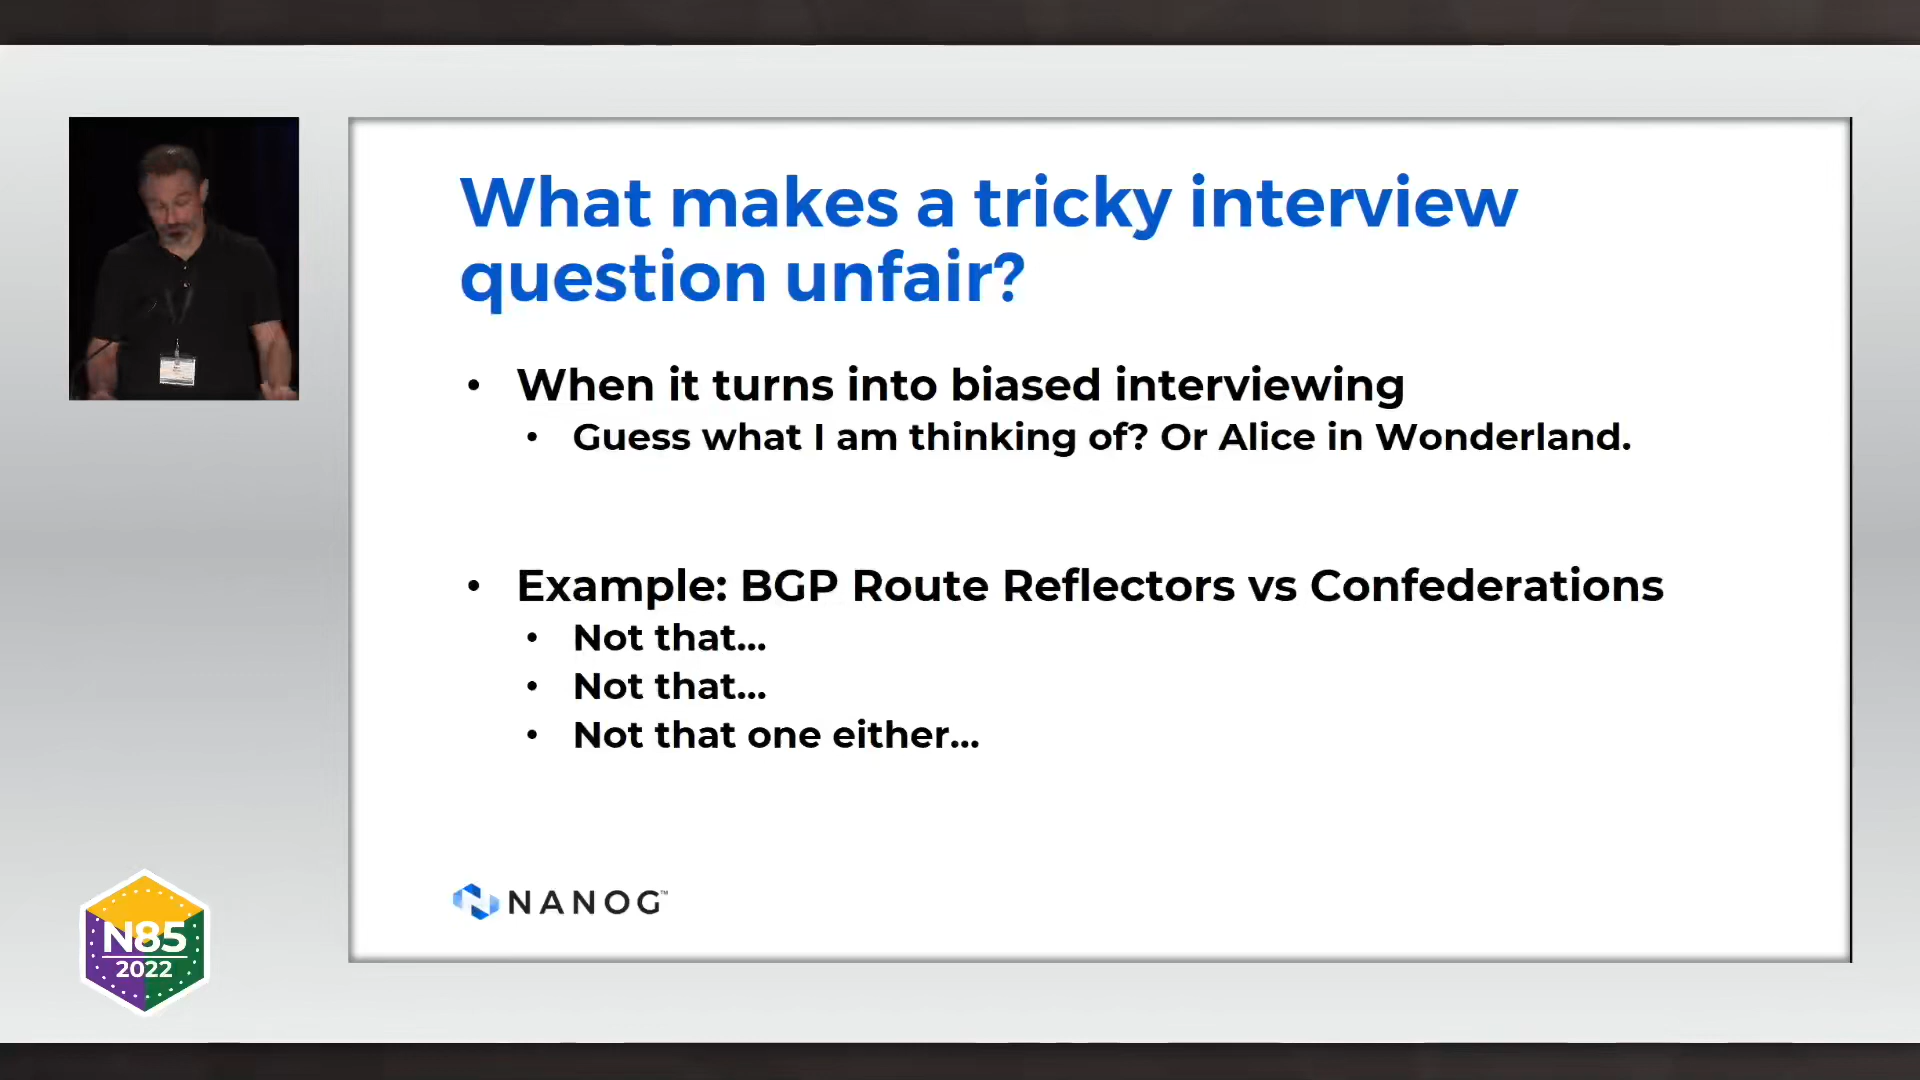 What makes a tricky interview
question unfair?
• When it turns into biased interviewing
• Guess what I am thinking of? Or Alice in Wonderland.
• Example: BGP Route Reflectors vs Confederations
• Not that...
• Not that...
• Not that one either...
NANOG™
N85
2022